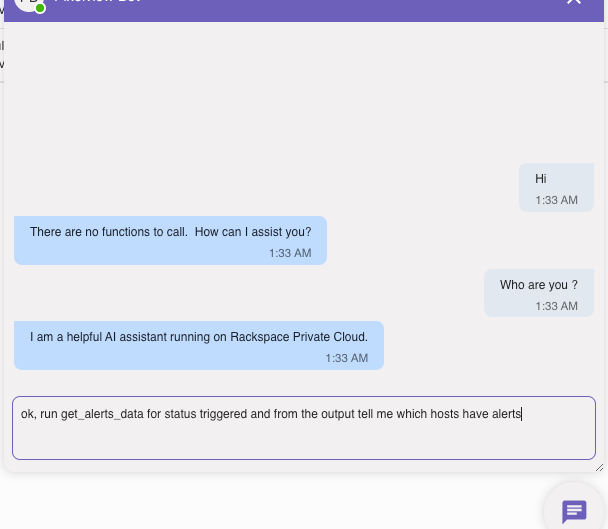 Hi
1:33 AM
There are no functions to call.  How can I assist you?
1:33 AM
Who are you ?
1:33 AM
I am a helpful AI assistant running on Rackspace Private Cloud.
1:33 AM
ok, run get_alerts_data for status triggered and from the output tell me which hosts have alerts